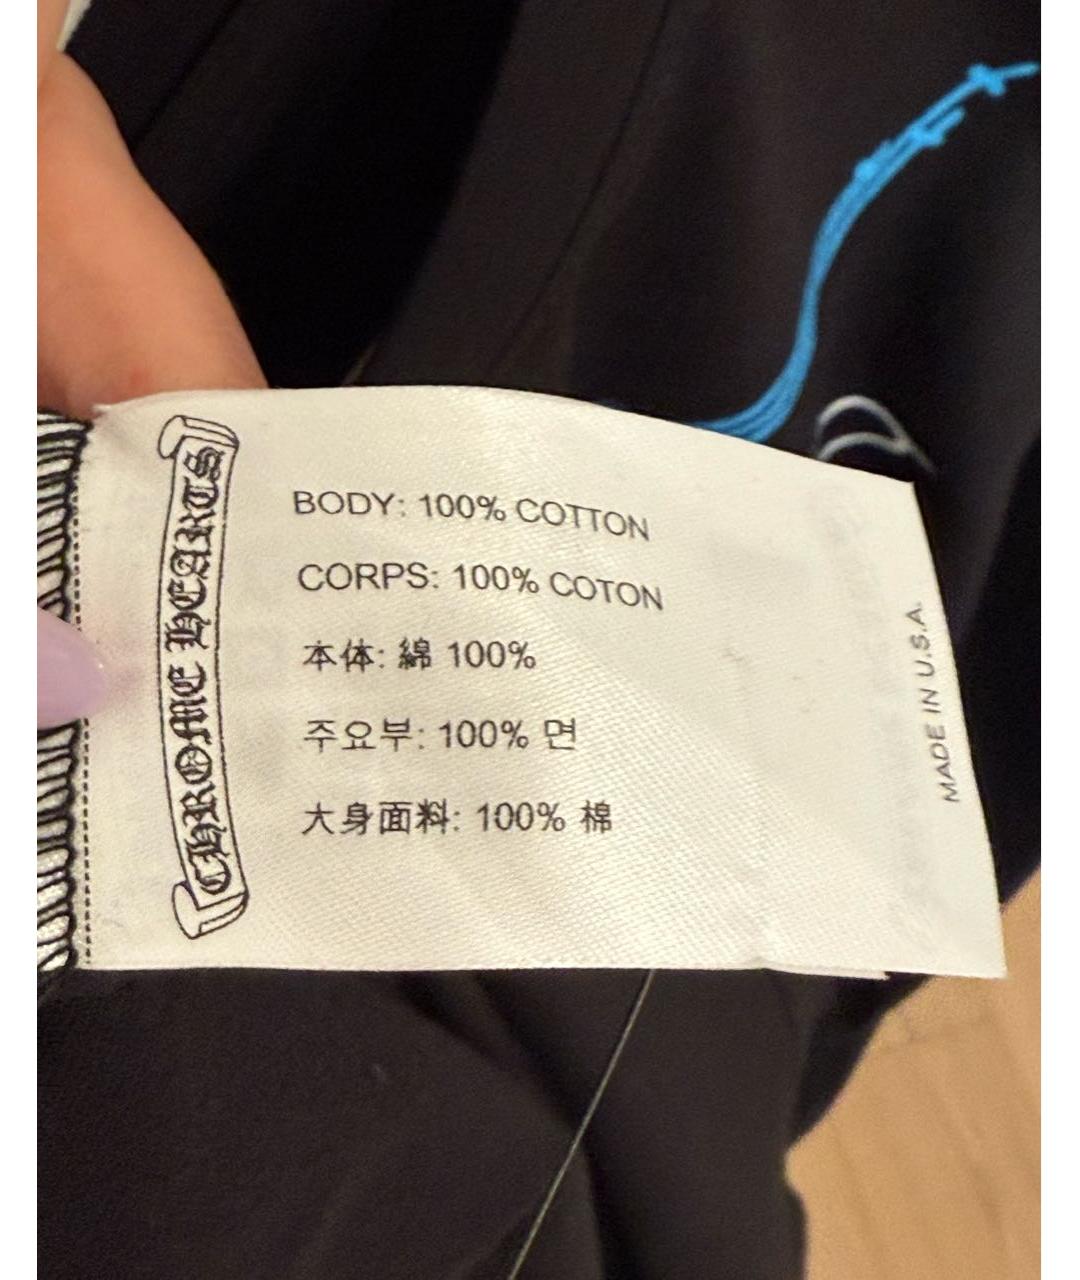 CHROME HEARTS
BODY: 100% COTTON
CORPS: 100% COTON
本体: 綿 100%
주요부: 100% 면
大身面料: 100% 棉
MADE IN U.S.A.